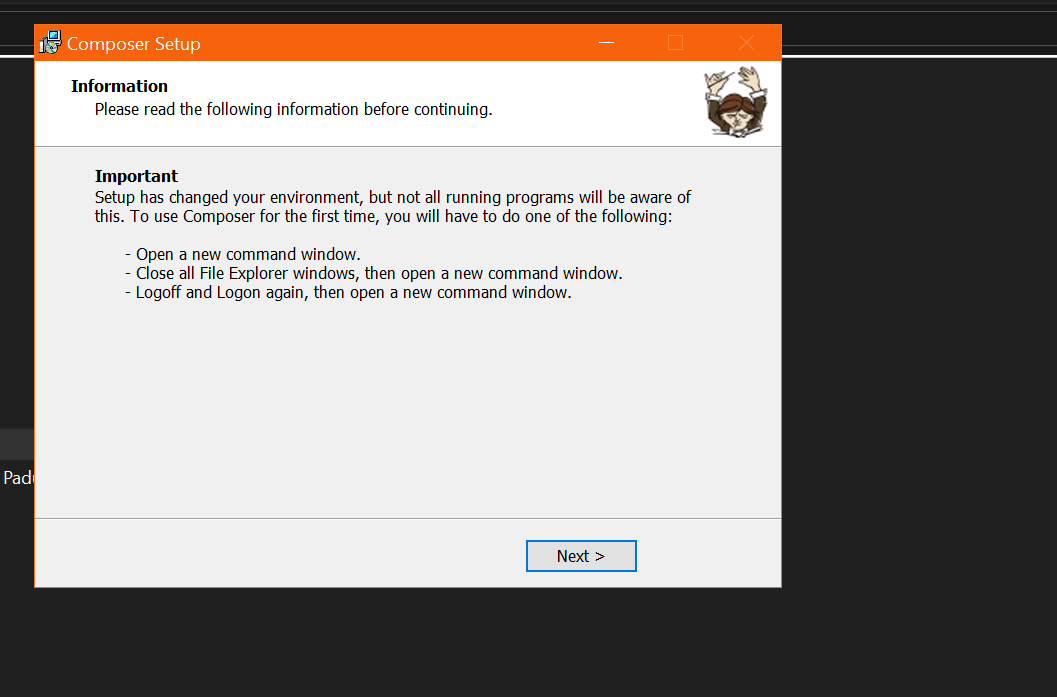 Composer Setup
Information
Please read the following information before continuing.
Important
Setup has changed your environment, but not all running programs will be aware of
this. To use Composer for the first time, you will have to do one of the following:
- Open a new command window.
- Close all File Explorer windows, then open a new command window.
- Logoff and Logon again, then open a new command window.
Next >